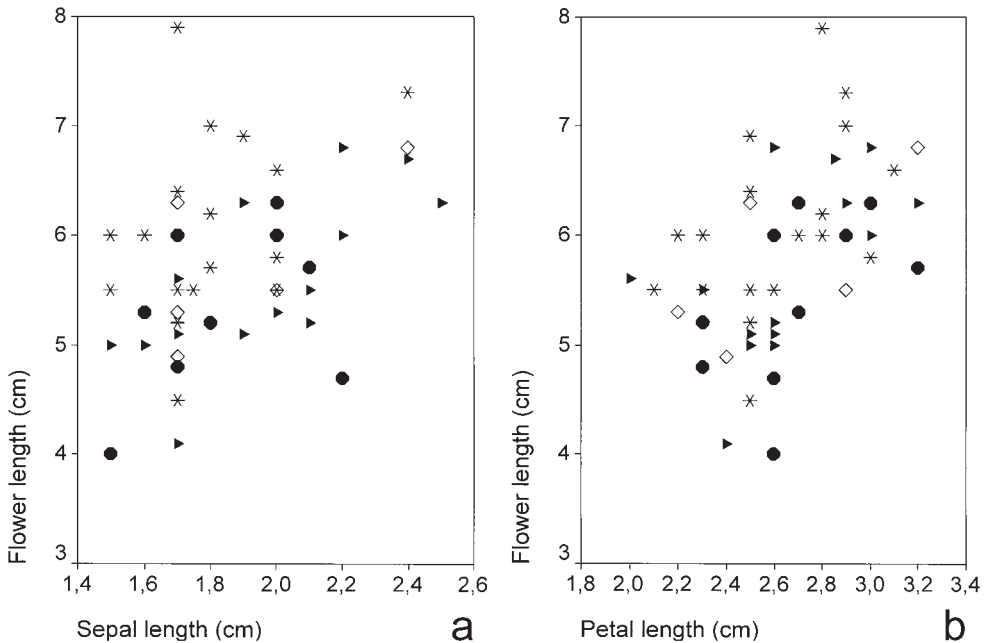 Flower length (cm)
8
7
6
5
4
3
1,4 1,6 1,8 2,0 2,2 2,4 2,6
Sepal length (cm)
a
Flower length (cm)
8
7
6
5
4
3
1,8 2,0 2,2 2,4 2,6 2,8 3,0 3,2 3,4
Petal length (cm)
b